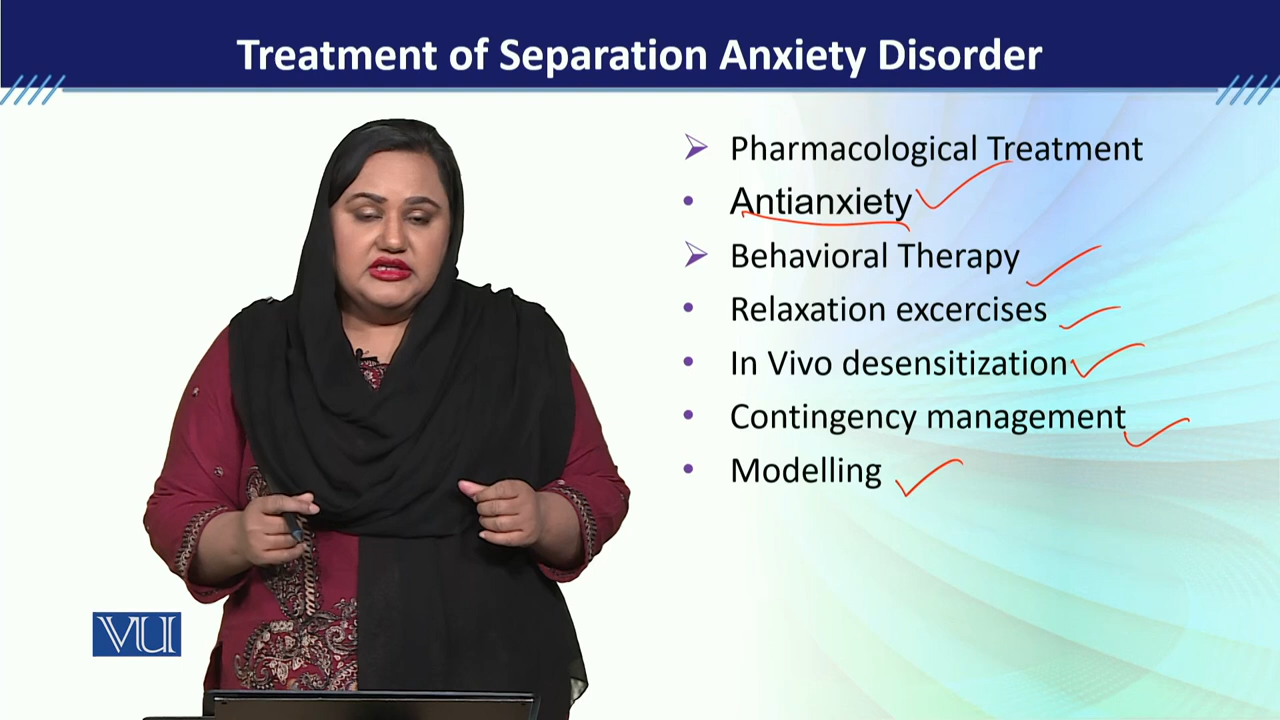 Treatment of Separation Anxiety Disorder
➢ Pharmacological Treatment
• Antianxiety
➢ Behavioral Therapy
• Relaxation excercises
• In Vivo desensitization
• Contingency management
• Modelling
VU